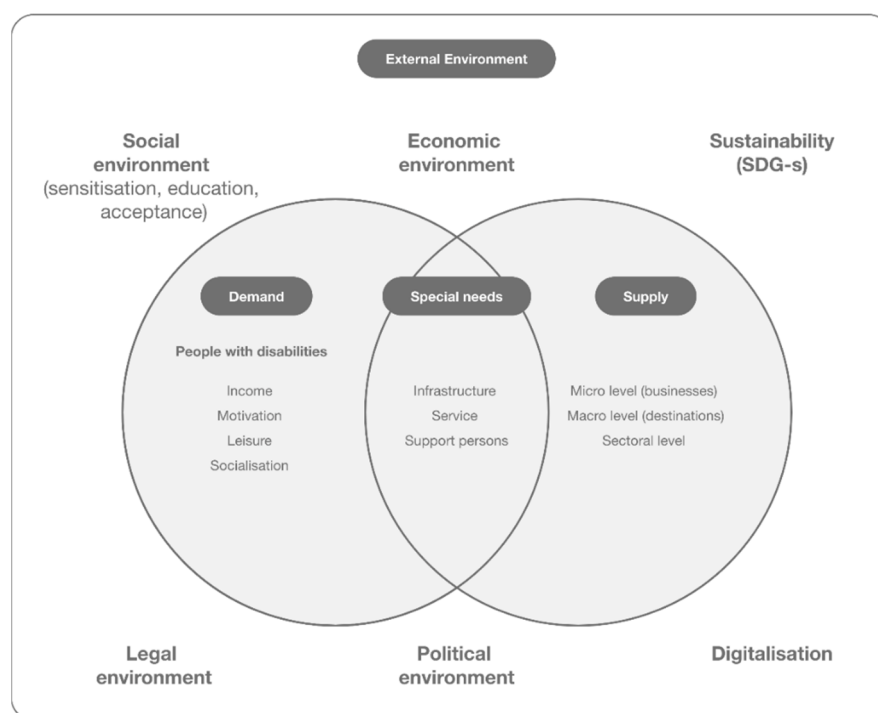 External Environment
Social
environment
(sensitisation, education,
acceptance)
Economic
environment
Sustainability
(SDG-s)
Demand
People with disabilities
Income
Motivation
Leisure
Socialisation
Special needs
Infrastructure
Service
Support persons
Supply
Micro level (businesses)
Macro level (destinations)
Sectoral level
Legal
environment
Political
environment
Digitalisation